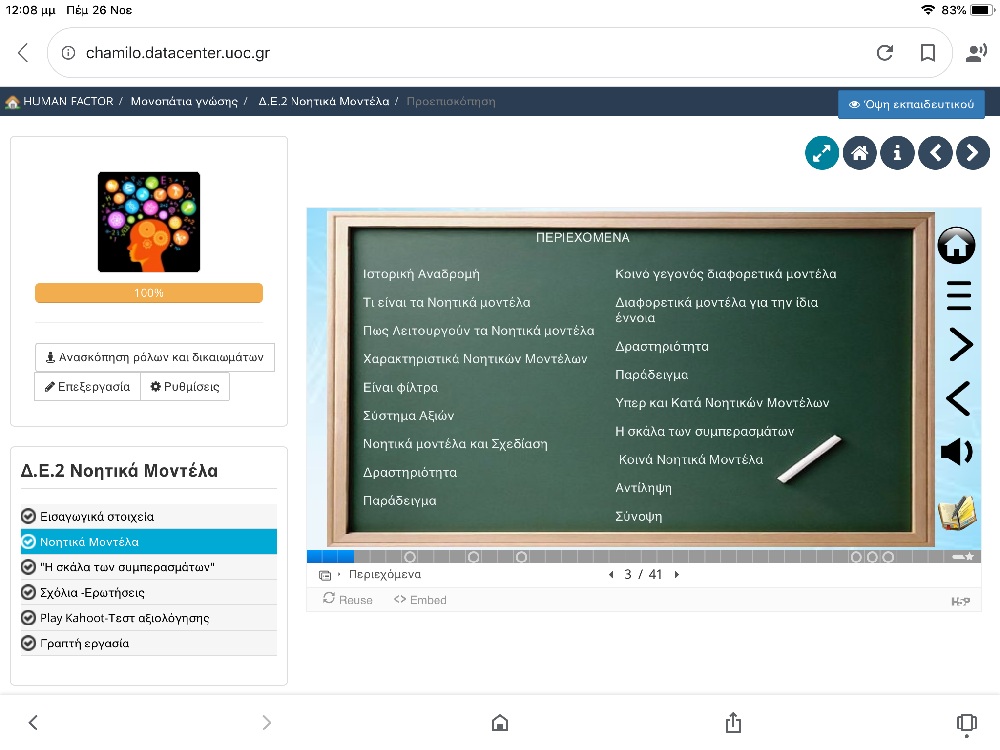 12:08 μμ Πέμ 26 Νοε
83%
chamilo.datacenter.uoc.gr
HUMAN FACTOR / Μονοπάτια γνώσης / Δ.Ε.2 Νοητικά Μοντέλα / Προεπισκόπηση
Όψη εκπαιδευτικού
100%
Ανασκόπηση ρόλων και δικαιωμάτων
Επεξεργασία
Ρυθμίσεις
Δ.Ε.2 Νοητικά Μοντέλα
Εισαγωγικά στοιχεία
Νοητικά Μοντέλα
"Η σκάλα των συμπερασμάτων"
Σχόλια -Ερωτήσεις
Play Kahoot-Τεστ αξιολόγησης
Γραπτή εργασία
ΠΕΡΙΕΧΟΜΕΝΑ
Ιστορική Αναδρομή
Τι είναι τα Νοητικά μοντέλα
Πως Λειτουργούν τα Νοητικά μοντέλα
Χαρακτηριστικά Νοητικών Μοντέλων
Είναι φίλτρα
Σύστημα Αξιών
Νοητικά μοντέλα και Σχεδίαση
Δραστηριότητα
Παράδειγμα
Κοινό γεγονός διαφορετικά μοντέλα
Διαφορετικά μοντέλα για την ίδια
έννοια
Δραστηριότητα
Παράδειγμα
Υπερ και Κατά Νοητικών Μοντέλων
Η σκάλα των συμπερασμάτων
Κοινά Νοητικά Μοντέλα
Αντίληψη
Σύνοψη
Περιεχόμενα
3 / 41
Reuse
Embed
H5P